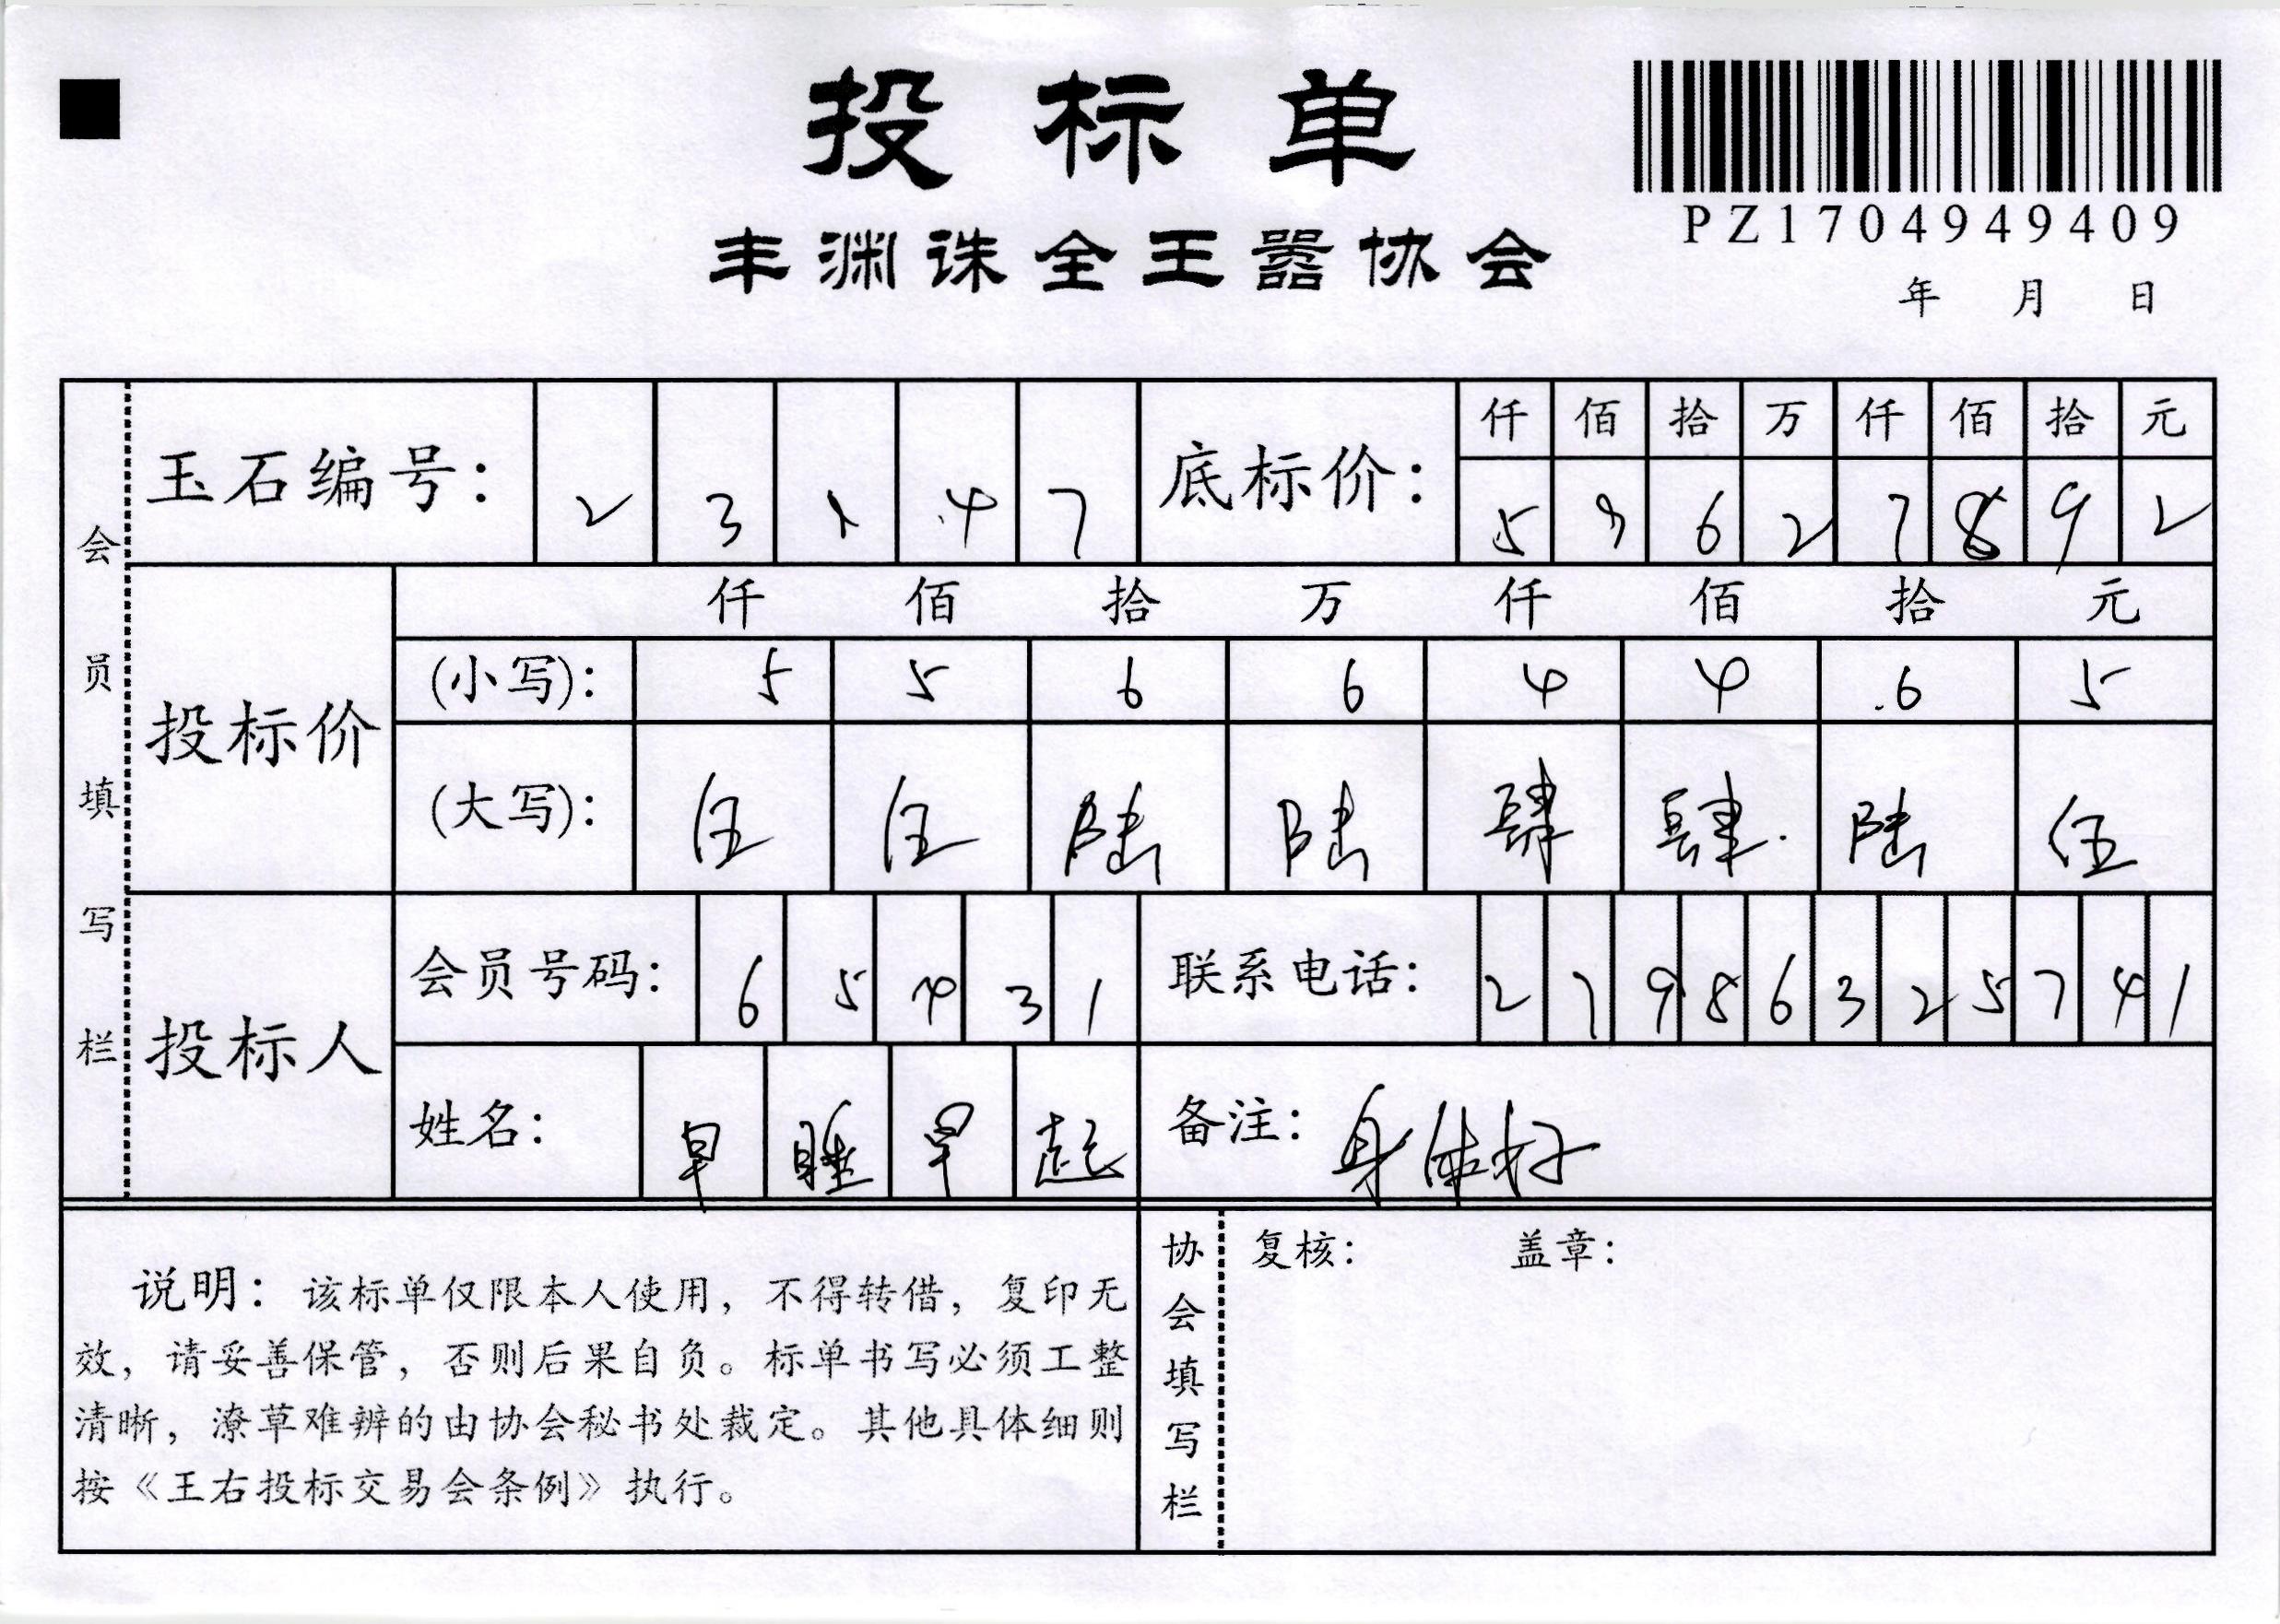 投标单
PZ1704949409
丰渊诛全王器协会
年 月 日
会员填写栏
玉石编号： 2 3 1 4 7
底标价： 仟 佰 拾 万 仟 佰 拾 元
5 9 6 2 7 8 9 2
投标价
仟 佰 拾 万 仟 佰 拾 元
(小写)： 5 5 6 6 4 4 6 5
(大写)： 伍 伍 陆 陆 肆 肆 陆 伍
投标人
会员号码： 6 5 4 3 1
联系电话： 2 7 9 8 6 3 2 5 7 4 1
姓名： 早 睡 早 起
备注： 身体好
说明：该标单仅限本人使用，不得转借，复印无
效，请妥善保管，否则后果自负。标单书写必须工整
清晰，潦草难辨的由协会秘书处裁定。其他具体细则
按《王右投标交易会条例》执行。
协会填写栏
复核： 盖章：